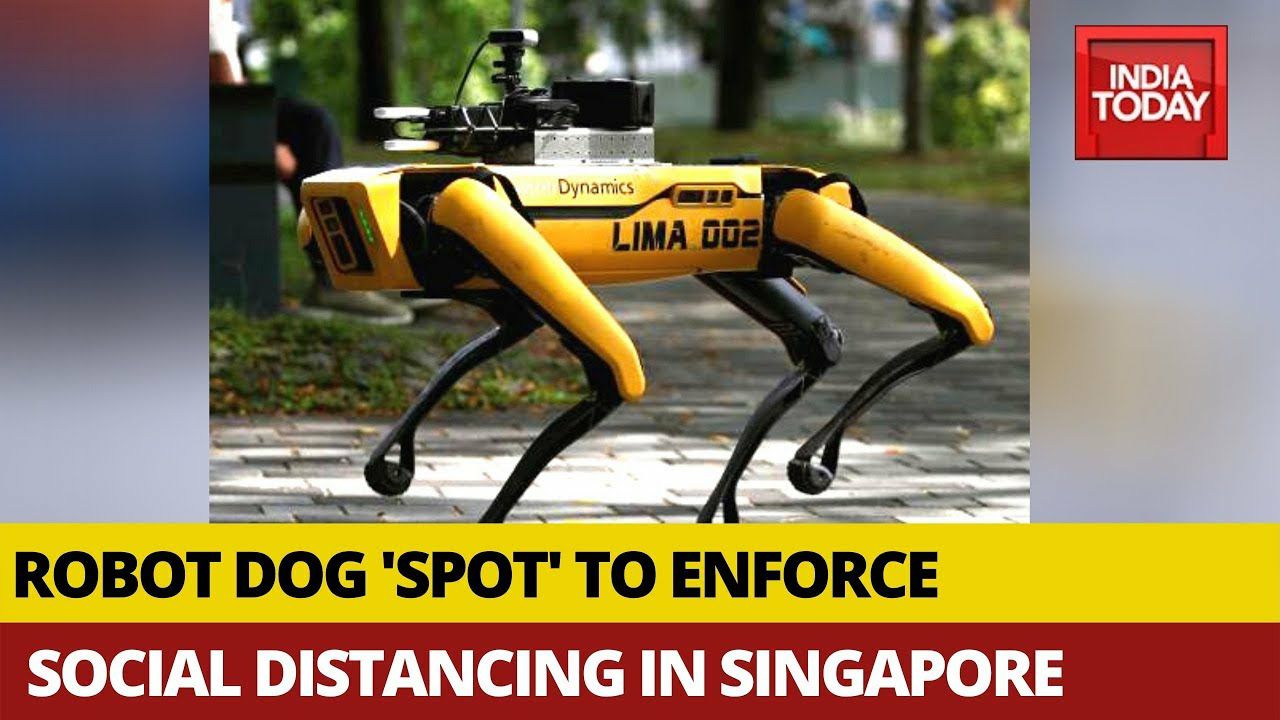 INDIA
TODAY
Dynamics
LIMA 002
ROBOT DOG 'SPOT' TO ENFORCE
SOCIAL DISTANCING IN SINGAPORE